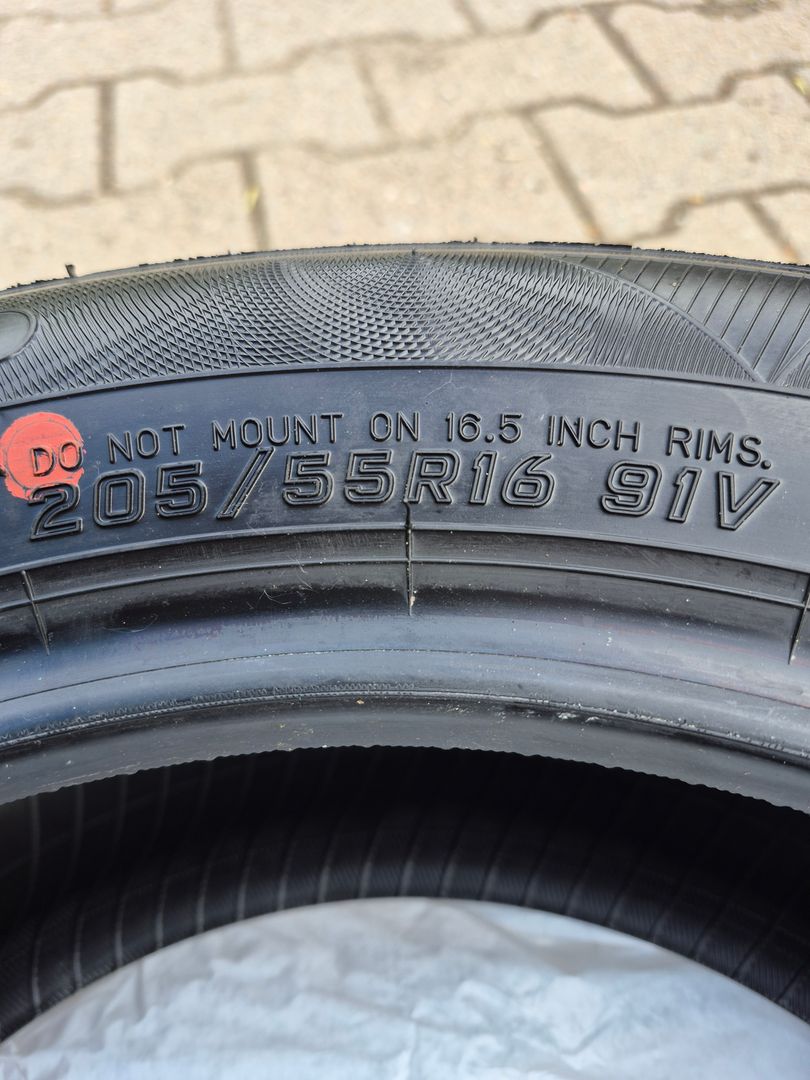 DO NOT MOUNT ON 16.5 INCH RIMS.
205/55R16 91V